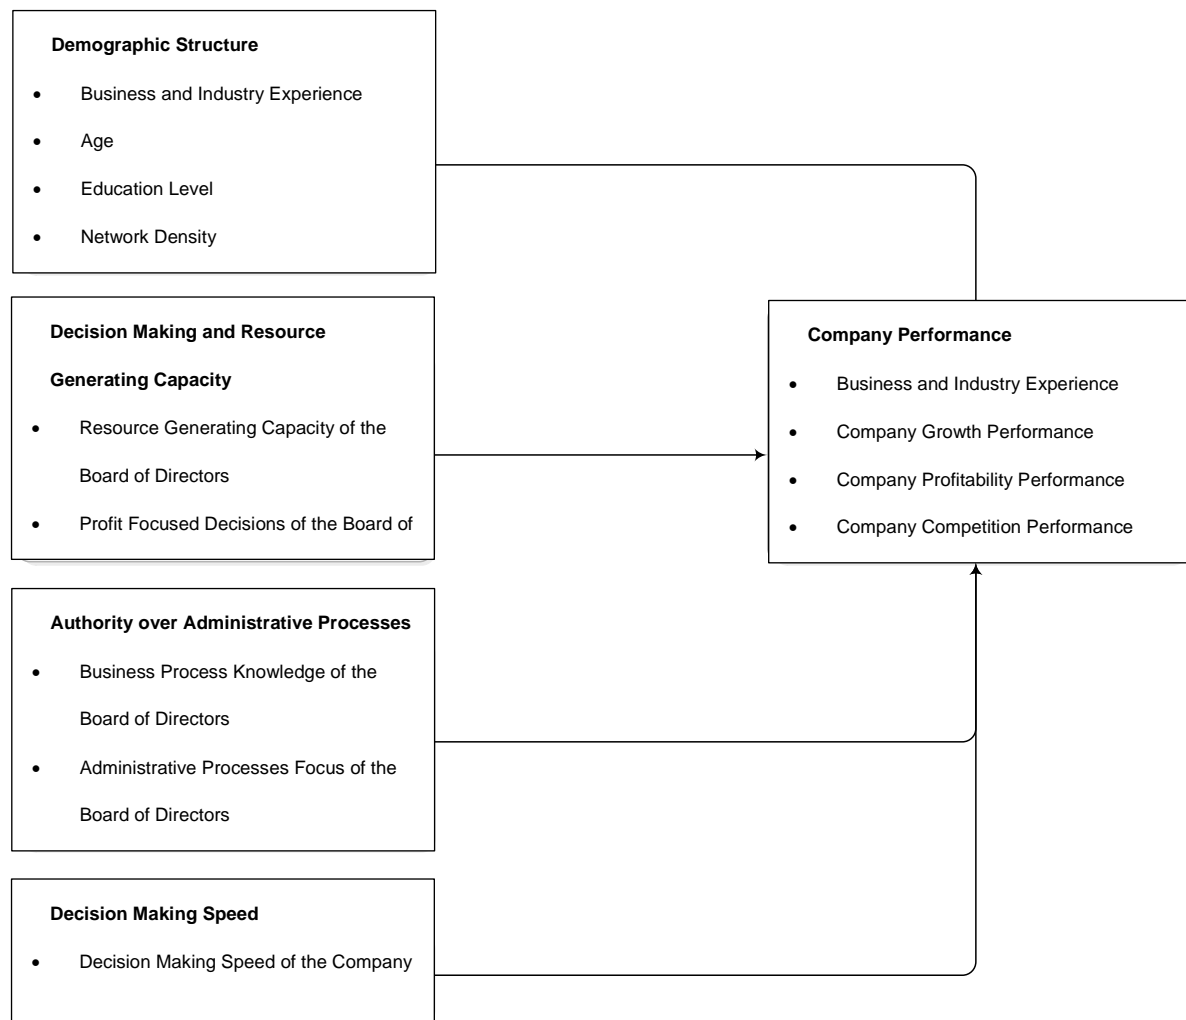 Demographic Structure
• Business and Industry Experience
• Age
• Education Level
• Network Density
Decision Making and Resource
Generating Capacity
• Resource Generating Capacity of the
Board of Directors
• Profit Focused Decisions of the Board of
Authority over Administrative Processes
• Business Process Knowledge of the
Board of Directors
• Administrative Processes Focus of the
Board of Directors
Decision Making Speed
• Decision Making Speed of the Company
Company Performance
• Business and Industry Experience
• Company Growth Performance
• Company Profitability Performance
• Company Competition Performance